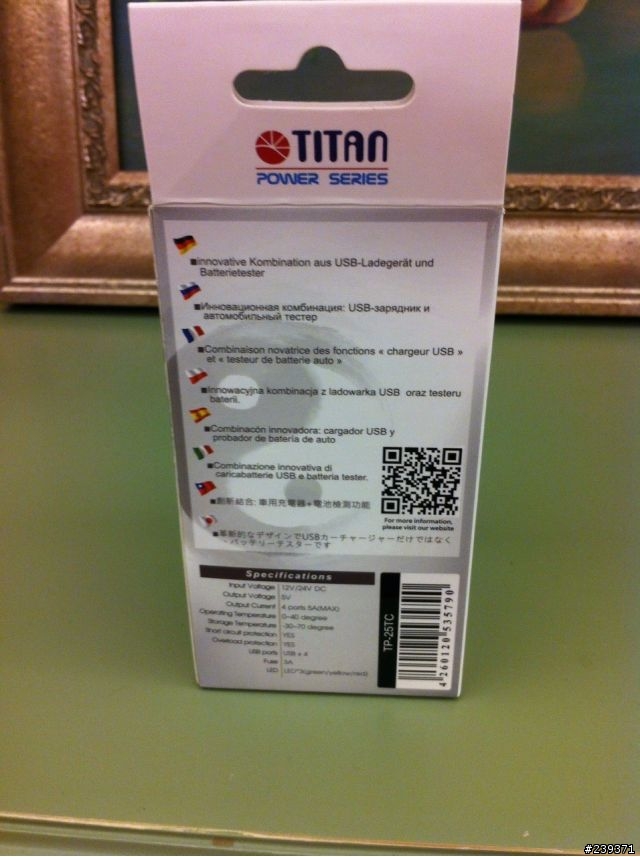 TITAN
POWER SERIES
■innovative Kombination aus USB-Ladegerät und
Batterietester
■Инновационная комбинация: USB-зарядник и
автомобильный тестер
■Combinaison novatrice des fonctions « chargeur USB »
et « testeur de batterie auto »
■Innowacyjna kombinacja z ladowarka USB oraz testeru
baterii.
■Combinacón innovadora: cargador USB y
probador de batería de auto
■Combinazione innovativa di
caricabatterie USB e batteria tester.
■創新結合: 車用充電器+電池檢測功能
■革新的なデザインでUSBカーチャージャーだけではなく
、バッテリーテスターです
For more information,
please visit our website
Specifications
Input Voltage 12V/24V DC
Output Voltage 5V
Output Current 4 ports 5A(MAX)
Operating Temperature 0~40 degree
Storage Temperature -30~70 degree
Short circuit protection YES
Overload protection YES
USB ports USB x 4
Fuse 3A
LED LED*3(green/yellow/red)
TP-25TC
4 260120 535790
#239371